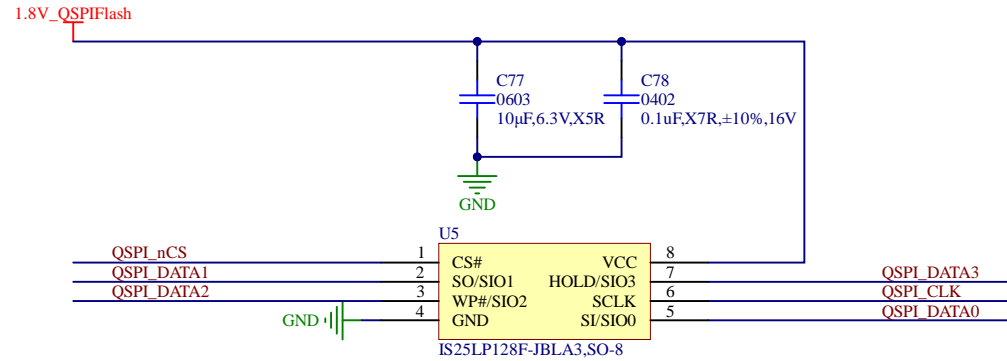 1.8V_QSPIFlash
C77
0603
10µF,6.3V,X5R
C78
0402
0.1uF,X7R,±10%,16V
GND
U5
QSPI_nCS 1 CS# VCC 8
QSPI_DATA1 2 SO/SIO1 HOLD/SIO3 7 QSPI_DATA3
QSPI_DATA2 3 WP#/SIO2 SCLK 6 QSPI_CLK
GND 4 GND SI/SIO0 5 QSPI_DATA0
IS25LP128F-JBLA3,SO-8